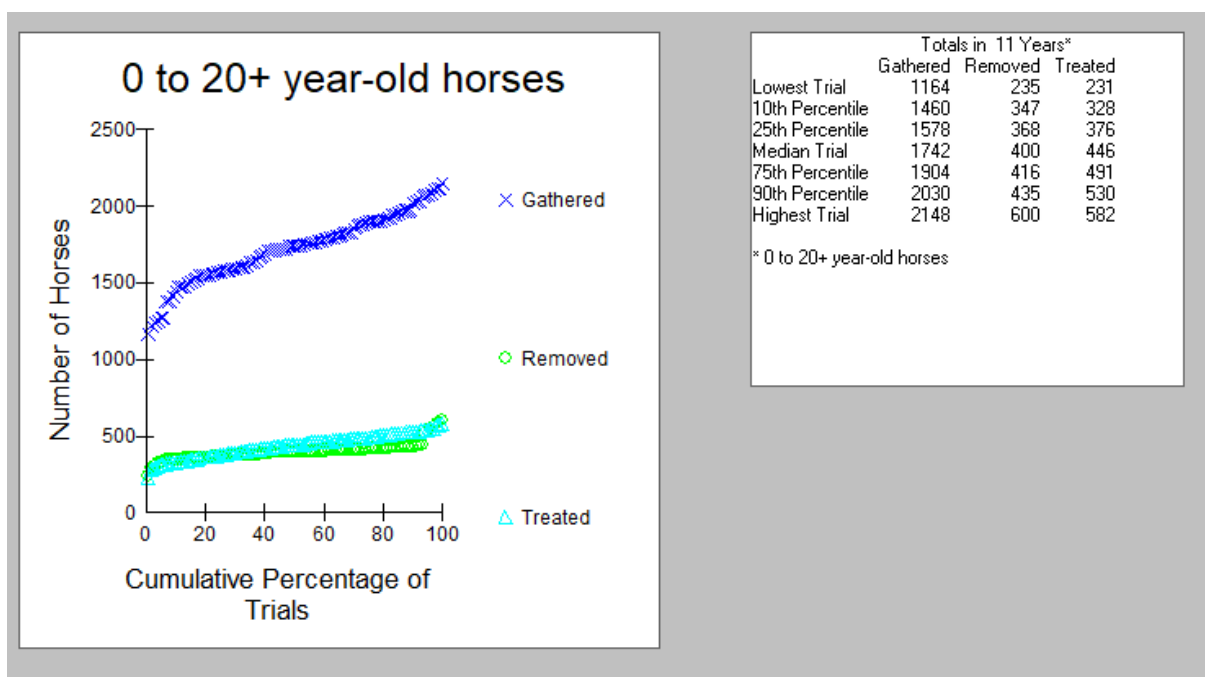 0 to 20+ year-old horses
2500
2000
1500
1000
500
0
Number of Horses
0 20 40 60 80 100
Cumulative Percentage of
Trials
Gathered
Removed
Treated
Totals in 11 Years*
Gathered Removed Treated
Lowest Trial 1164 235 231
10th Percentile 1460 347 328
25th Percentile 1578 368 376
Median Trial 1742 400 446
75th Percentile 1904 416 491
90th Percentile 2030 435 530
Highest Trial 2148 600 582
* 0 to 20+ year-old horses